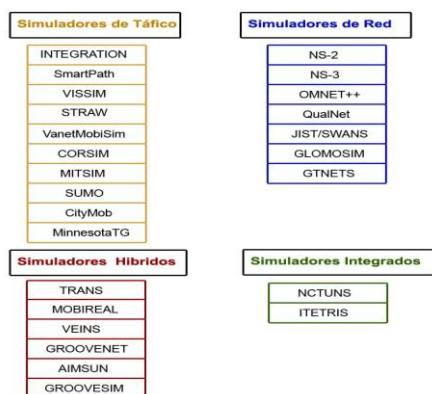 Simuladores de Táfico
INTEGRATION
SmartPath
VISSIM
STRAW
VanetMobiSim
CORSIM
MITSIM
SUMO
CityMob
MinnesotaTG
Simuladores de Red
NS-2
NS-3
OMNET++
QualNet
JIST/SWANS
GLOMOSIM
GTNETS
Simuladores Hibridos
TRANS
MOBIREAL
VEINS
GROOVENET
AIMSUN
GROOVESIM
Simuladores Integrados
NCTUNS
ITETRIS